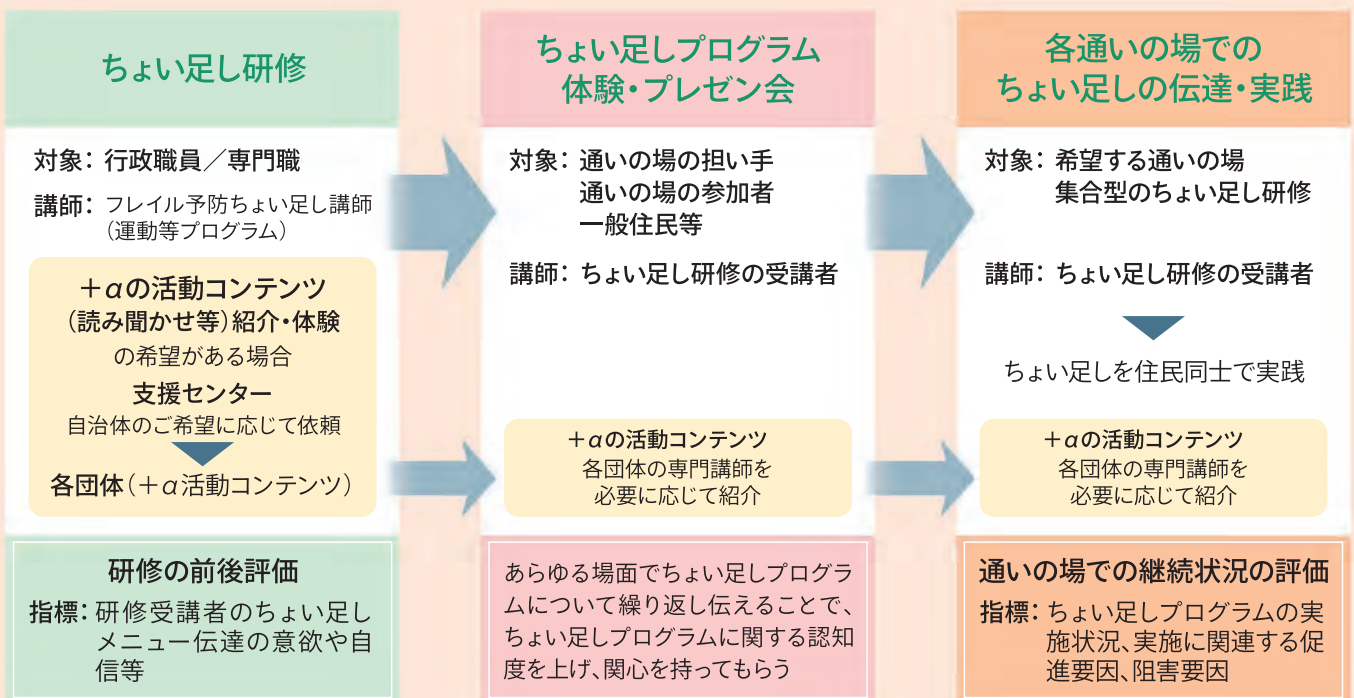 ちょい足し研修
対象：行政職員／専門職
講師：フレイル予防ちょい足し講師
（運動等プログラム）
＋αの活動コンテンツ
（読み聞かせ等）紹介・体験
の希望がある場合
支援センター
自治体のご希望に応じて依頼
各団体（＋α活動コンテンツ）
研修の前後評価
指標：研修受講者のちょい足し
メニュー伝達の意欲や自
信等
ちょい足しプログラム
体験・プレゼン会
対象：通いの場の担い手
通いの場の参加者
一般住民等
講師：ちょい足し研修の受講者
＋αの活動コンテンツ
各団体の専門講師を
必要に応じて紹介
あらゆる場面でちょい足しプログラ
ムについて繰り返し伝えることで、
ちょい足しプログラムに関する認知
度を上げ、関心を持ってもらう
各通いの場での
ちょい足しの伝達・実践
対象：希望する通いの場
集合型のちょい足し研修
講師：ちょい足し研修の受講者
ちょい足しを住民同士で実践
＋αの活動コンテンツ
各団体の専門講師を
必要に応じて紹介
通いの場での継続状況の評価
指標：ちょい足しプログラムの実
施状況、実施に関連する促
進要因、阻害要因